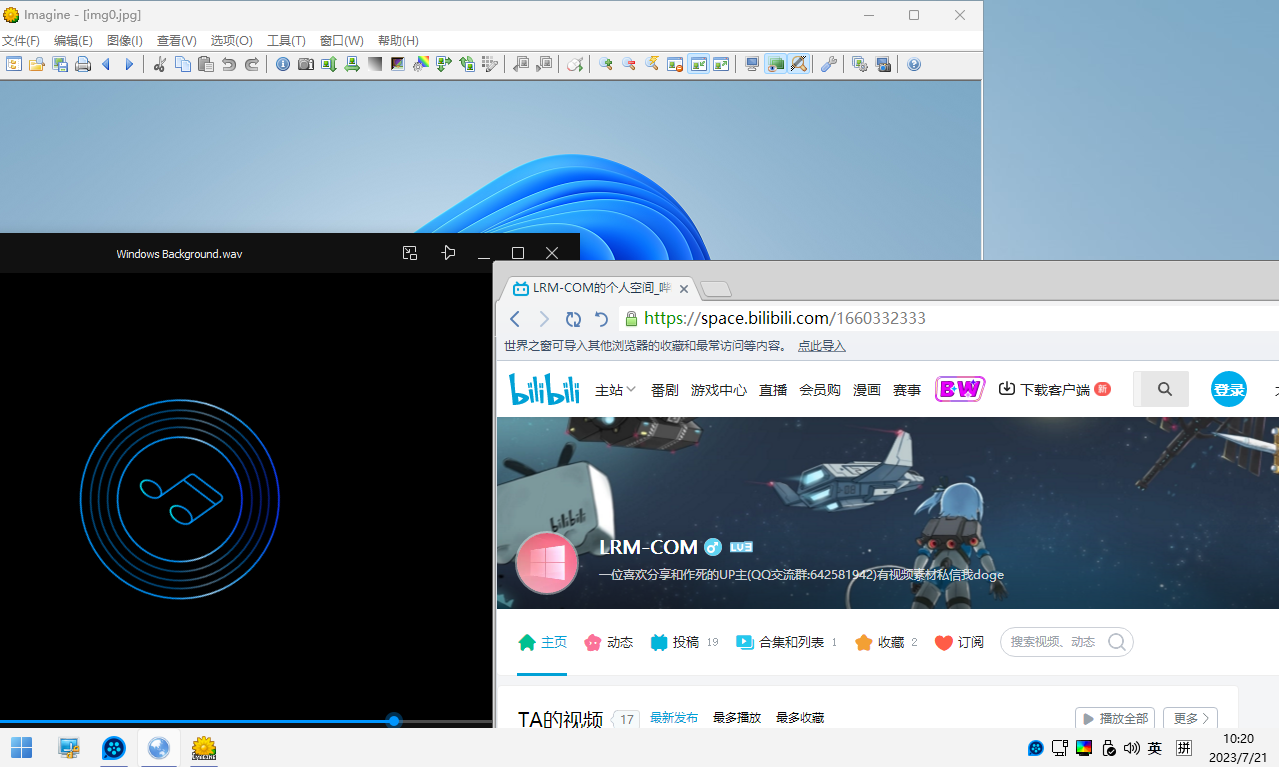 Imagine - [img0.jpg]
文件(F) 编辑(E) 图像(I) 查看(V) 选项(O) 工具(T) 窗口(W) 帮助(H)
Windows Background.wav
LRM-COM的个人空间_哔
https://space.bilibili.com/1660332333
世界之窗可导入其他浏览器的收藏和最常访问等内容。 点此导入
bilibili 主站 番剧 游戏中心 直播 会员购 漫画 赛事 BW 下载客户端 新 登录
bilibili
LRM-COM LV3
一位喜欢分享和作死的UP主(QQ交流群:642581942)有视频素材私信我doge
主页 动态 投稿 19 合集和列表 1 收藏 2 订阅 搜索视频、动态
TA的视频 17 最新发布 最多播放 最多收藏 播放全部 更多
英 拼
10:20
2023/7/21